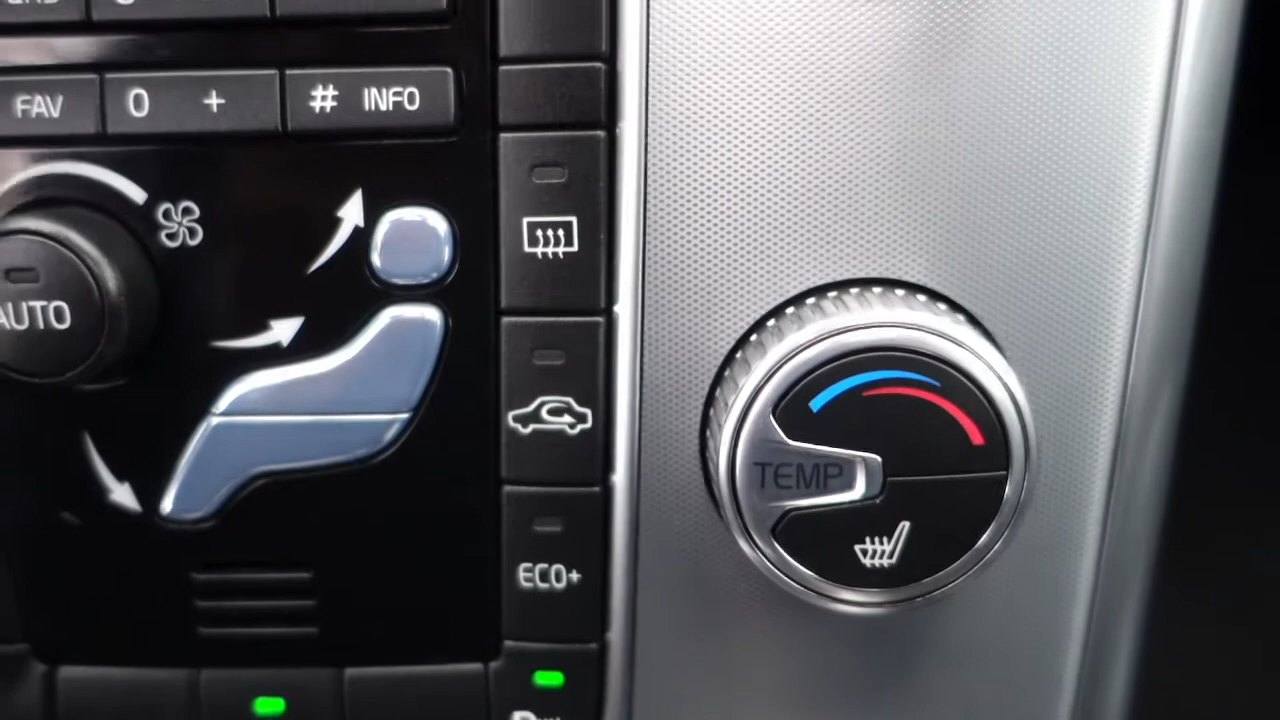 FAV
0 +
# INFO
AUTO
TEMP
ECO+